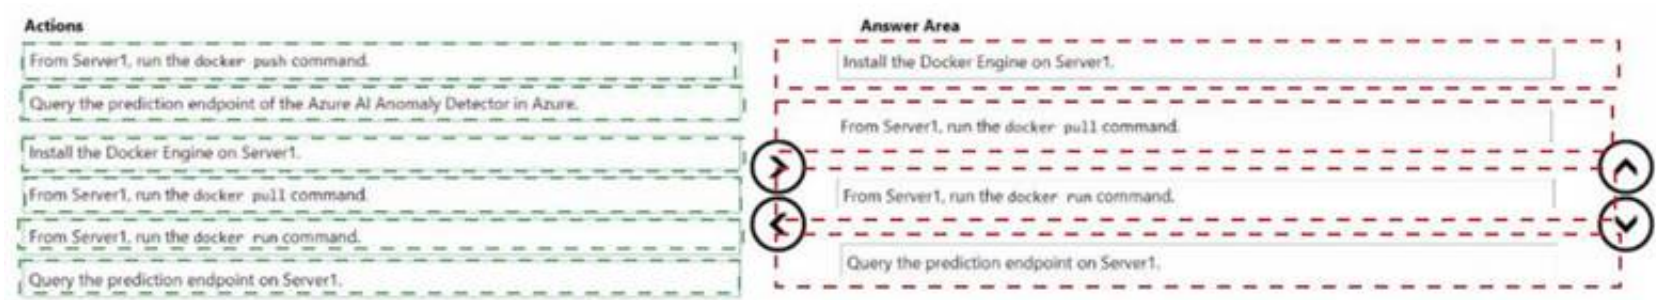 Actions
From Server1, run the docker push command.
Query the prediction endpoint of the Azure AI Anomaly Detector in Azure.
Install the Docker Engine on Server1.
From Server1, run the docker pull command.
From Server1, run the docker run command.
Query the prediction endpoint on Server1.
Answer Area
Install the Docker Engine on Server1.
From Server1, run the docker pull command.
From Server1, run the docker run command.
Query the prediction endpoint on Server1.